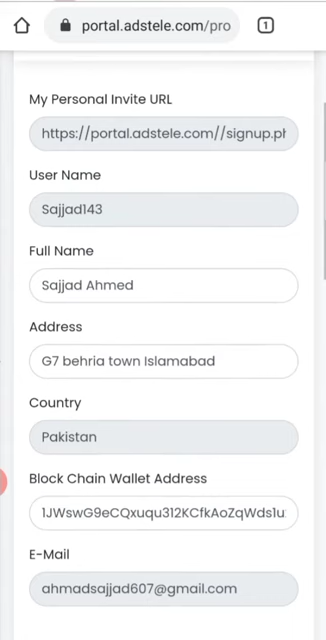 portal.adstele.com/pro
1
My Personal Invite URL
https://portal.adstele.com//signup.ph
User Name
Sajjad143
Full Name
Sajjad Ahmed
Address
G7 behria town Islamabad
Country
Pakistan
Block Chain Wallet Address
1JWswG9eCQxuqu312KCfkAoZqWds1u
E-Mail
ahmadsajjad607@gmail.com